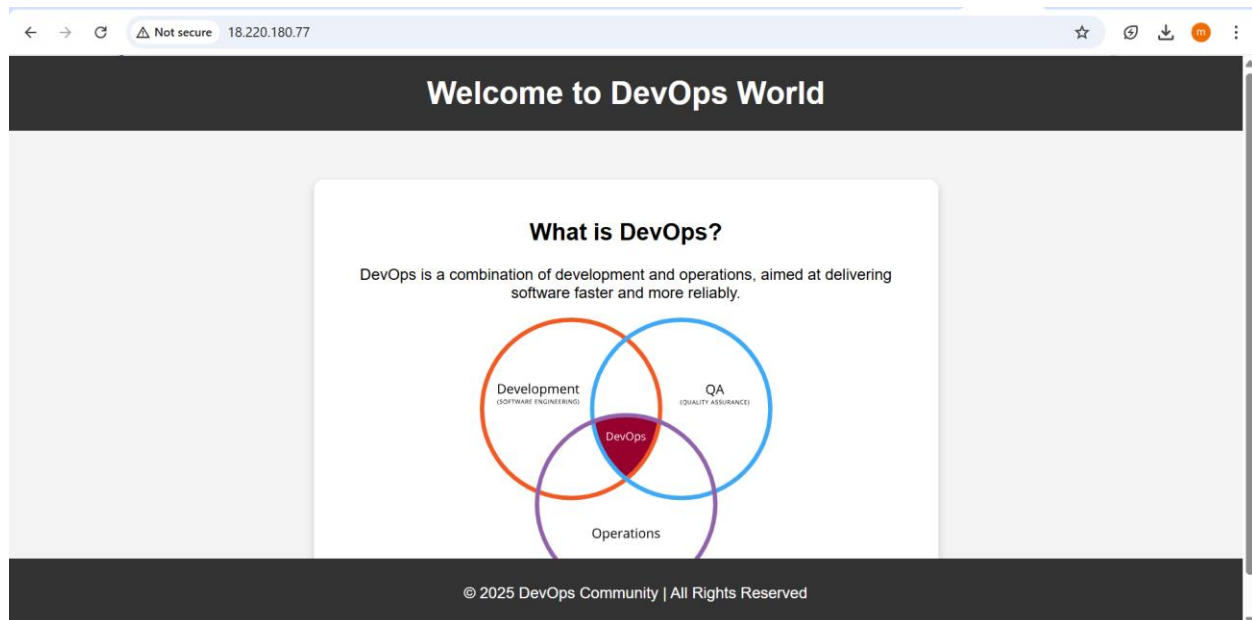 Not secure 18.220.180.77
m
Welcome to DevOps World
What is DevOps?
DevOps is a combination of development and operations, aimed at delivering
software faster and more reliably.
Development
(SOFTWARE ENGINEERING)
QA
(QUALITY ASSURANCE)
DevOps
Operations
© 2025 DevOps Community | All Rights Reserved